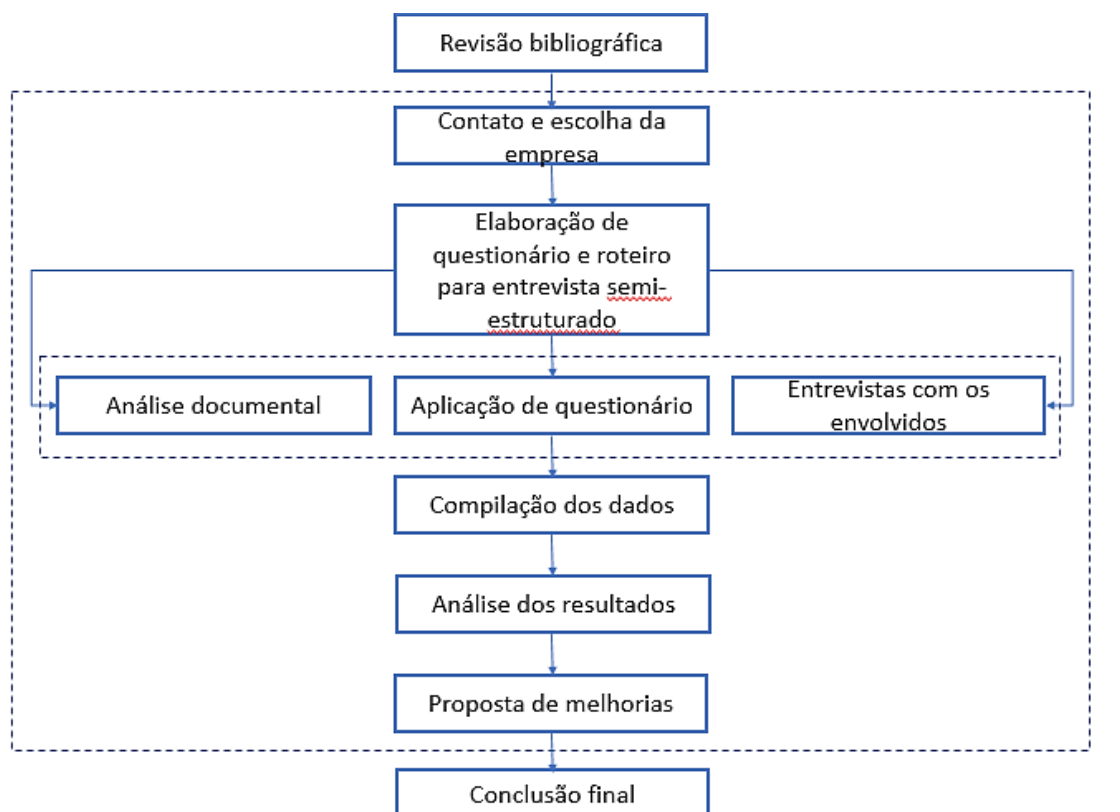 Revisão bibliográfica
Contato e escolha da
empresa
Elaboração de
questionário e roteiro
para entrevista semi-
estruturado
Análise documental
Aplicação de questionário
Entrevistas com os
envolvidos
Compilação dos dados
Análise dos resultados
Proposta de melhorias
Conclusão final